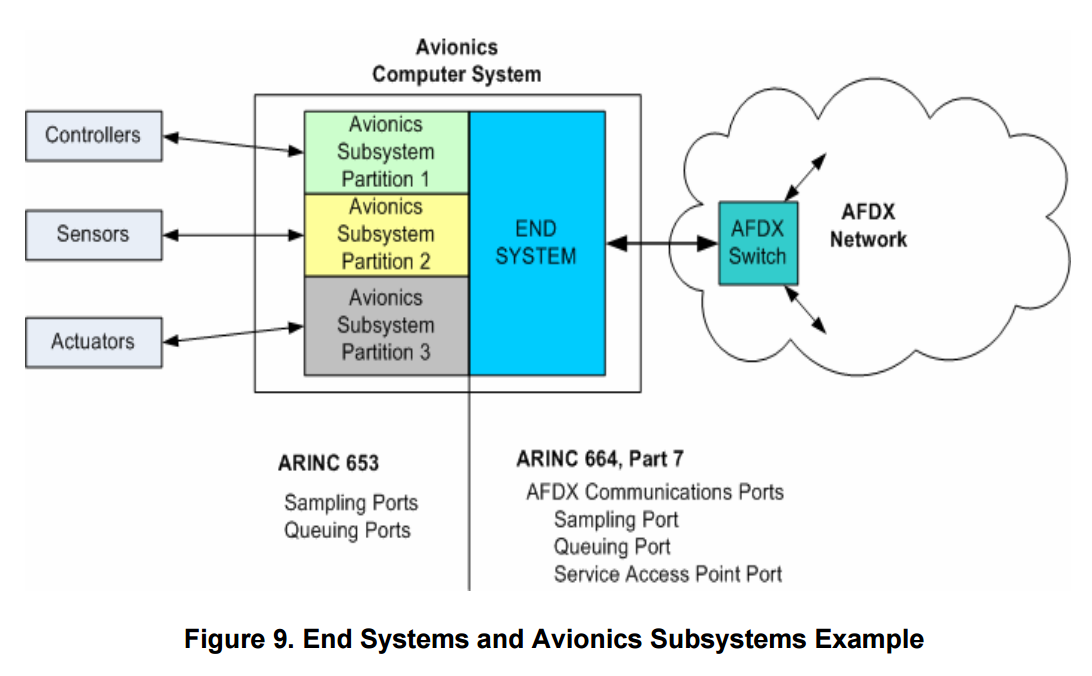 Avionics
Computer System
Controllers
Sensors
Actuators
Avionics
Subsystem
Partition 1
Avionics
Subsystem
Partition 2
Avionics
Subsystem
Partition 3
END
SYSTEM
AFDX
Switch
AFDX
Network
ARINC 653
Sampling Ports
Queuing Ports
ARINC 664, Part 7
AFDX Communications Ports
Sampling Port
Queuing Port
Service Access Point Port
Figure 9. End Systems and Avionics Subsystems Example